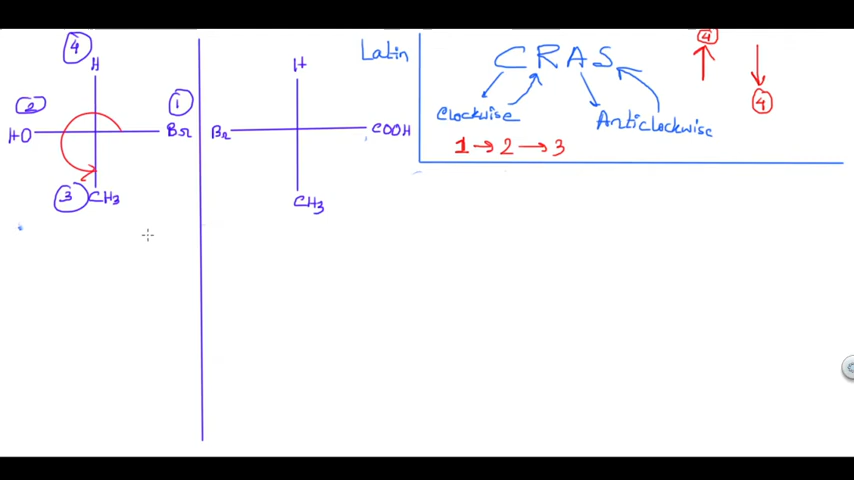 4
H
2
1
HO
Br
3
CH3
H
Br
COOH
CH3
Latin
CRAS
Clockwise
Anticlockwise
1→2→3
4
4